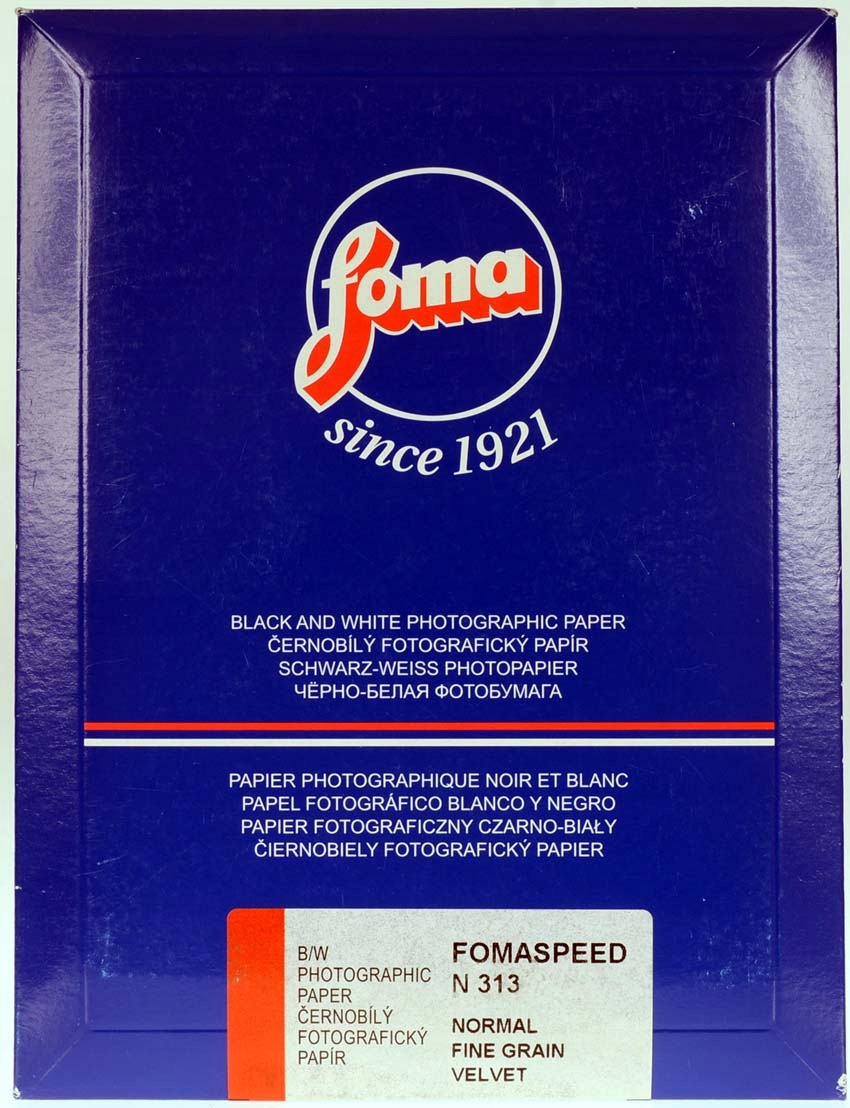 foma
since 1921
BLACK AND WHITE PHOTOGRAPHIC PAPER
ČERNOBÍLÝ FOTOGRAFICKÝ PAPÍR
SCHWARZ-WEISS PHOTOPAPIER
ЧЁРНО-БЕЛАЯ ФОТОБУМАГА
PAPIER PHOTOGRAPHIQUE NOIR ET BLANC
PAPEL FOTOGRÁFICO BLANCO Y NEGRO
PAPIER FOTOGRAFICZNY CZARNO-BIAŁY
ČIERNOBIELY FOTOGRAFICKÝ PAPIER
B/W
PHOTOGRAPHIC
PAPER
ČERNOBÍLÝ
FOTOGRAFICKÝ
PAPÍR
FOMASPEED
N 313
NORMAL
FINE GRAIN
VELVET